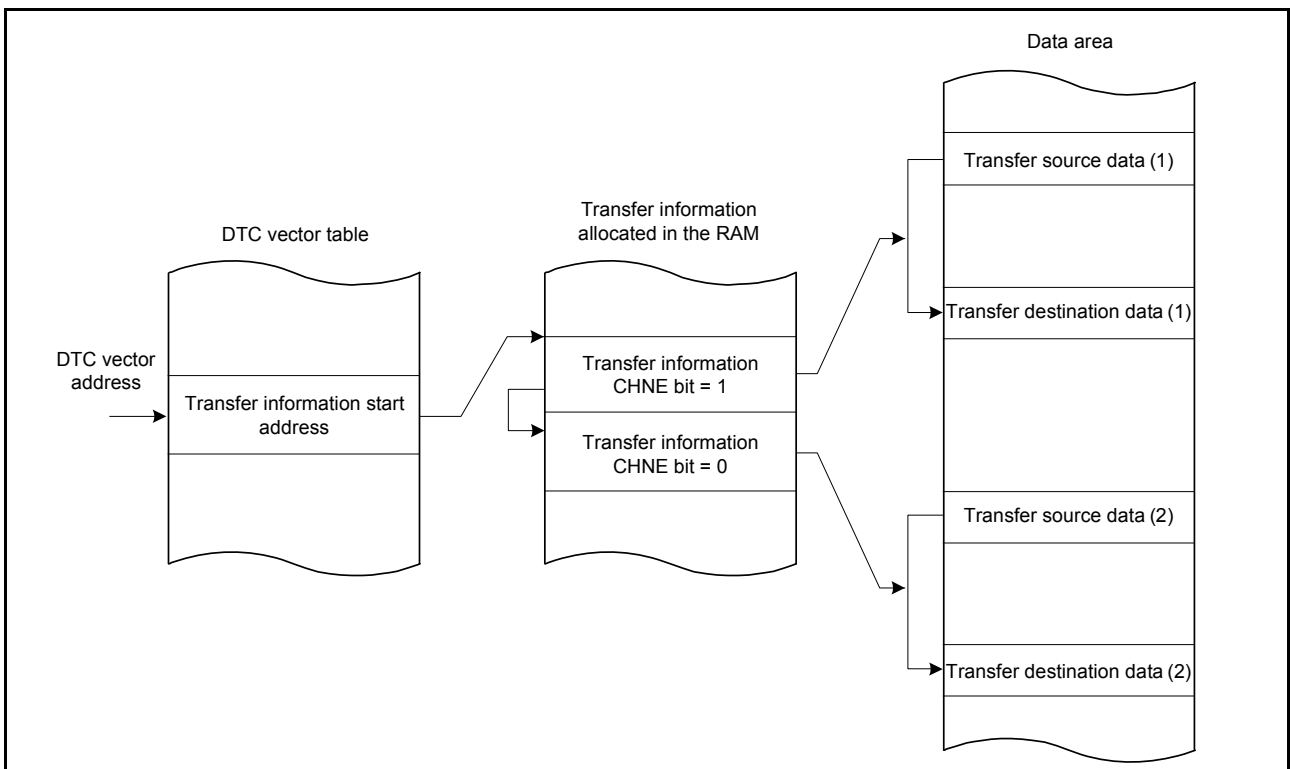 Data area
Transfer source data (1)
Transfer information
allocated in the RAM
DTC vector table
Transfer destination data (1)
DTC vector
address
Transfer information
CHNE bit = 1
Transfer information start
address
Transfer information
CHNE bit = 0
Transfer source data (2)
Transfer destination data (2)